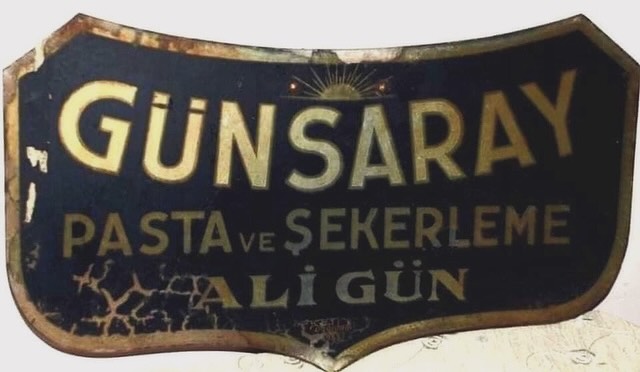 GÜNSARAY
PASTA VE ŞEKERLEME
ALİ GÜN